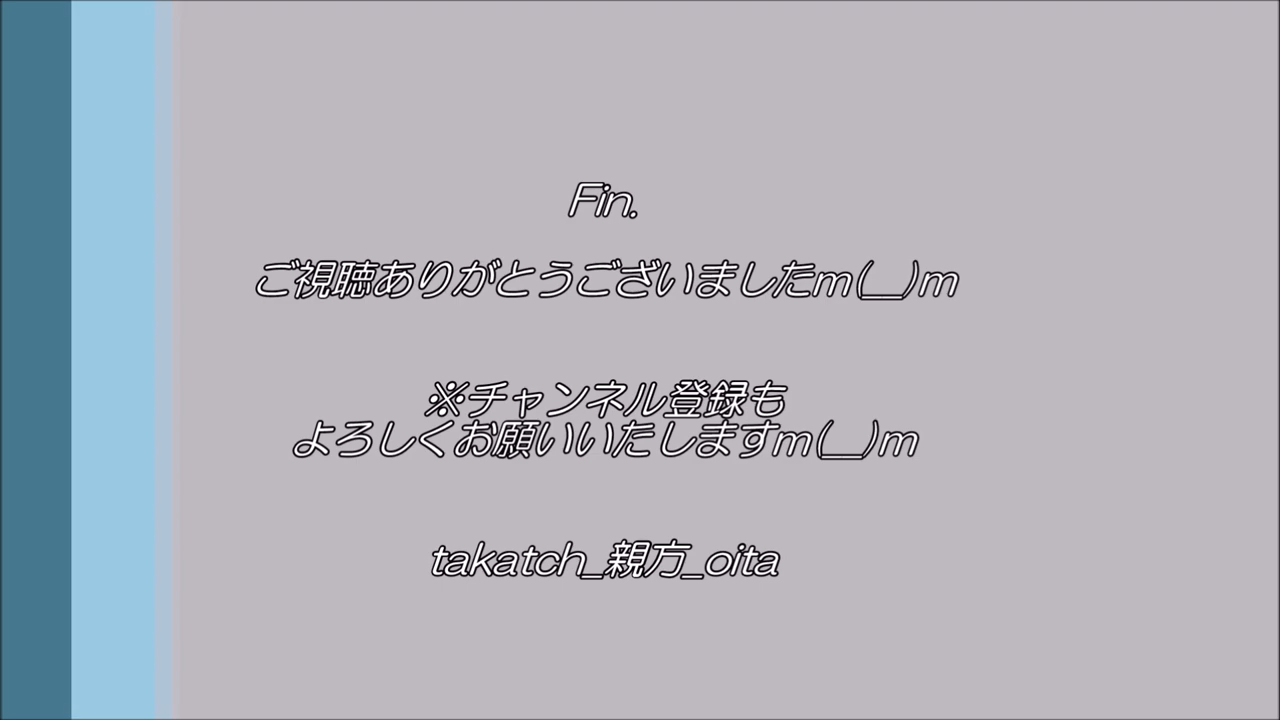 Fin.
ご視聴ありがとうございましたm(__)m
※チャンネル登録も
よろしくお願いいたしますm(__)m
takatch_親方_oita